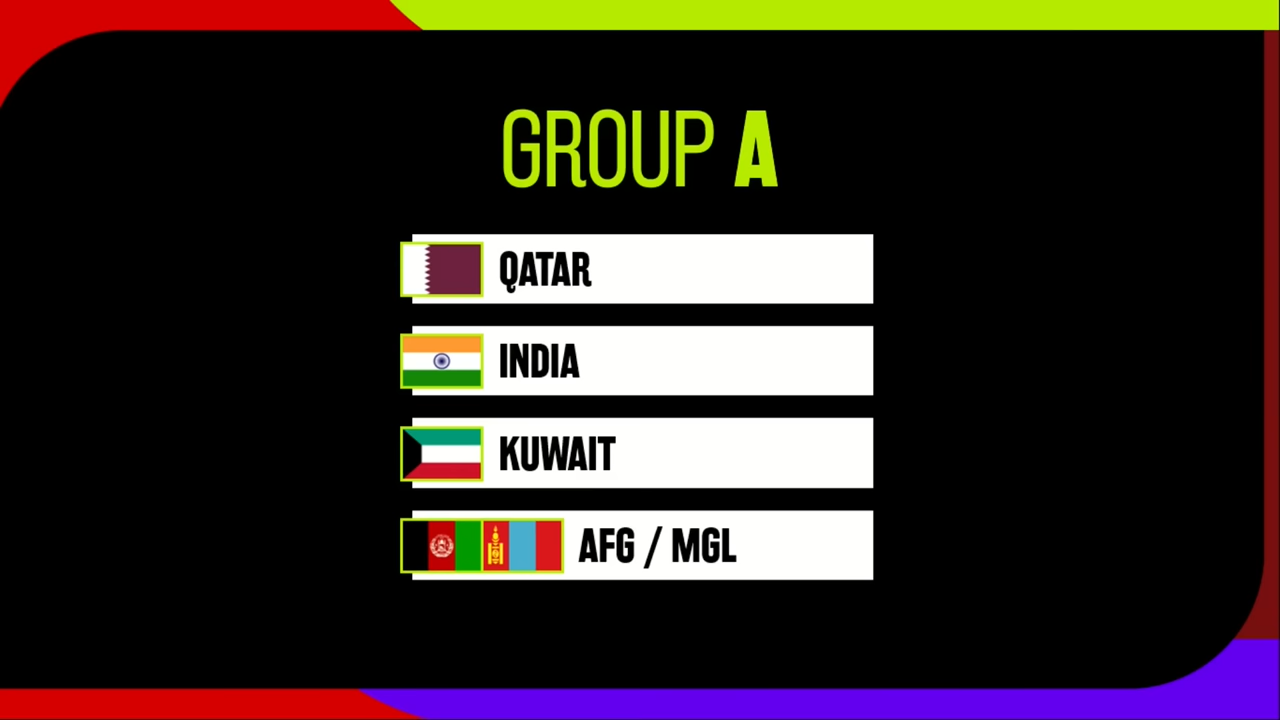 GROUP A
QATAR
INDIA
KUWAIT
AFG / MGL